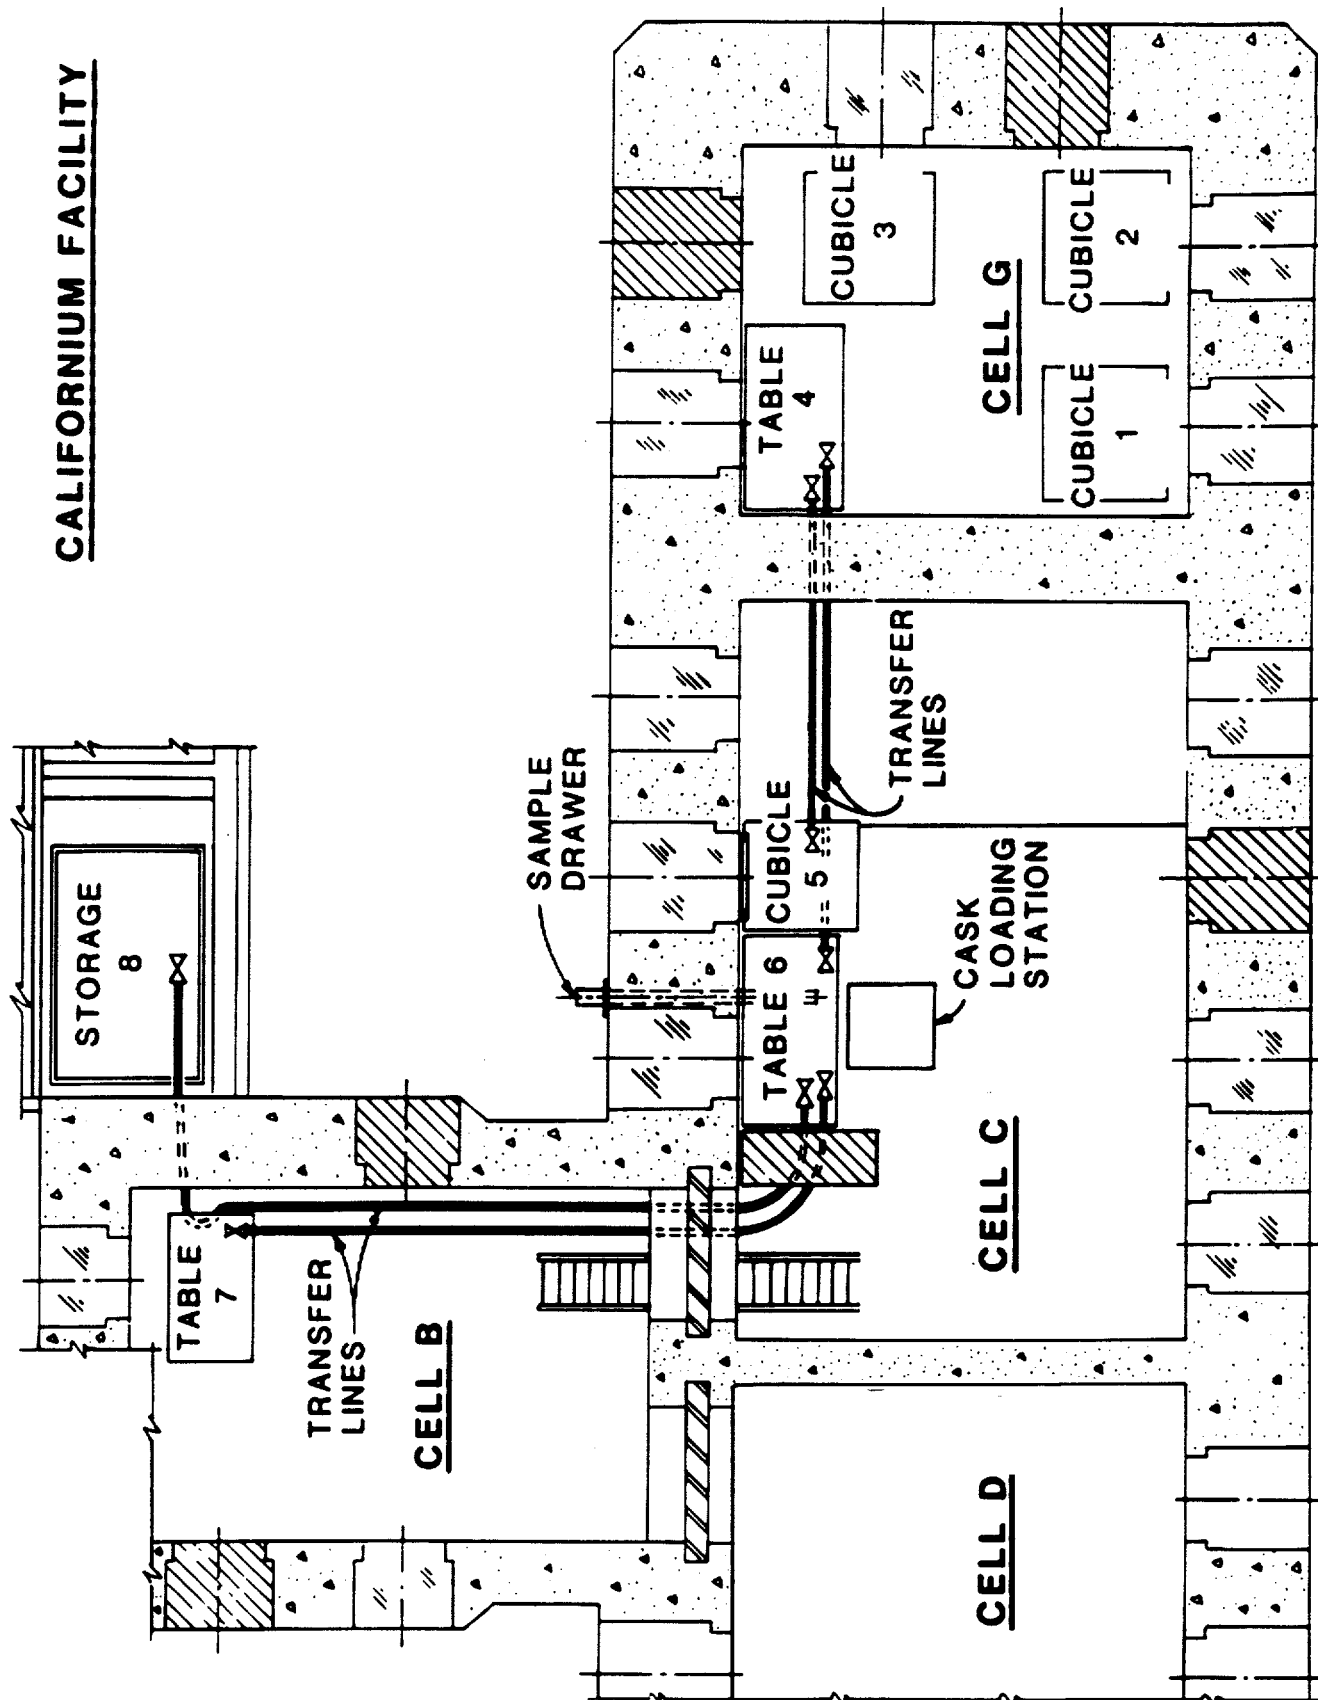 CALIFORNIUM FACILITY
STORAGE
8
TABLE
7
TRANSFER
LINES
CELL B
SAMPLE
DRAWER
TABLE 6
CUBICLE
5
CASK
LOADING
STATION
TRANSFER
LINES
CELL C
CELL D
TABLE
4
CUBICLE
3
CELL G
CUBICLE
1
CUBICLE
2